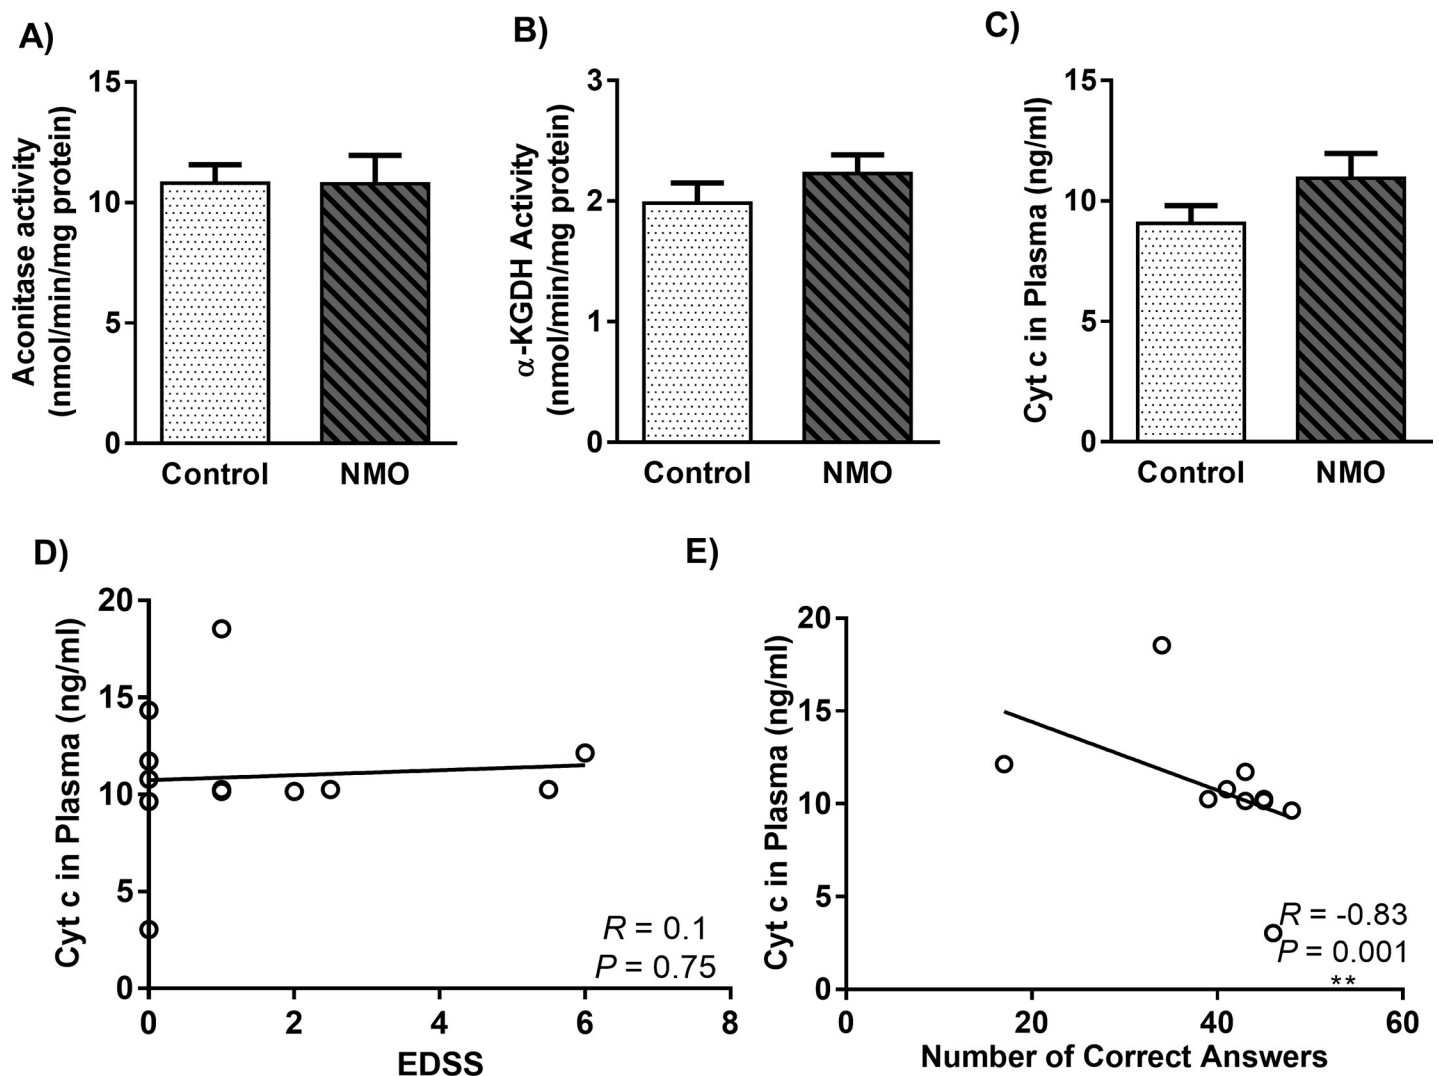 A)
Aconitase activity
(nmol/min/mg protein)
15
10
5
0
Control
NMO
B)
α-KGDH Activity
(nmol/min/mg protein)
3
2
1
0
Control
NMO
C)
Cyt c in Plasma (ng/ml)
15
10
5
0
Control
NMO
D)
Cyt c in Plasma (ng/ml)
20
15
10
5
0
R = 0.1
P = 0.75
0 2 4 6 8
EDSS
E)
Cyt c in Plasma (ng/ml)
20
15
10
5
0
R = -0.83
P = 0.001
**
0 20 40 60
Number of Correct Answers